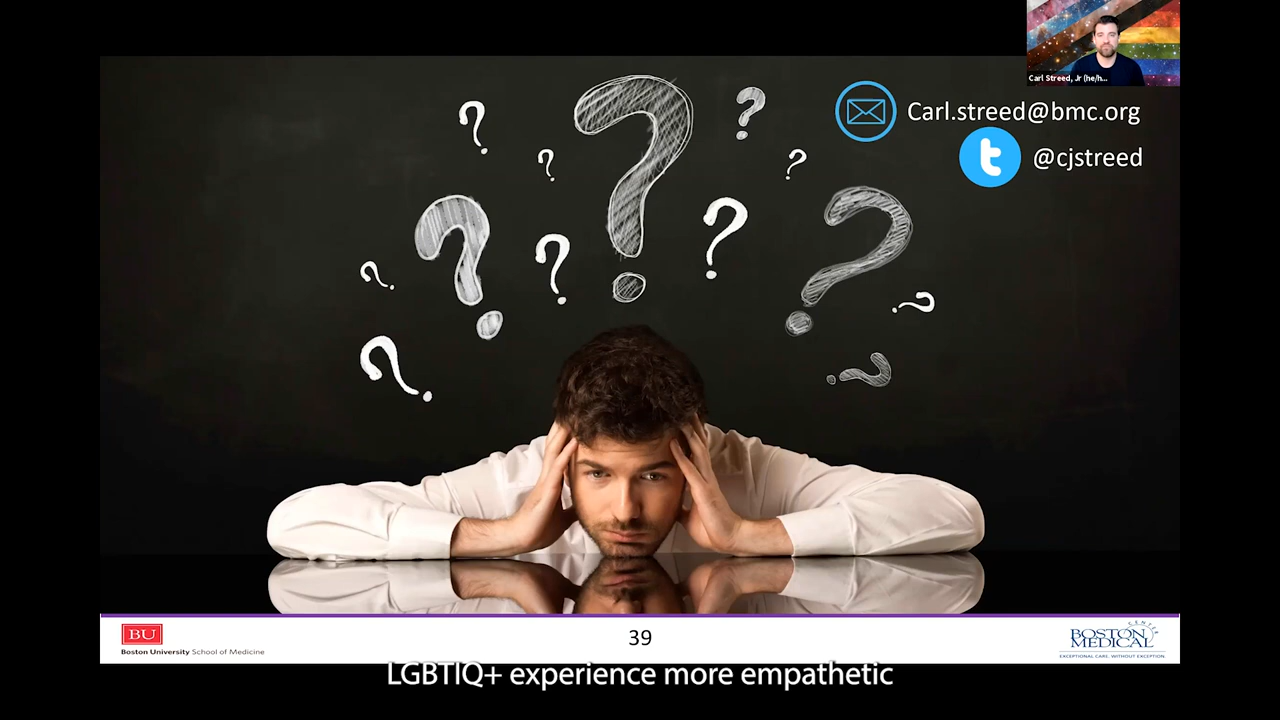 Carl Streed, Jr (he/h...
Carl.streed@bmc.org
@cjstreed
BU
Boston University School of Medicine
39
BOSTON
MEDICAL
CENTER
EXCEPTIONAL CARE. WITHOUT EXCEPTION
LGBTIQ+ experience more empathetic